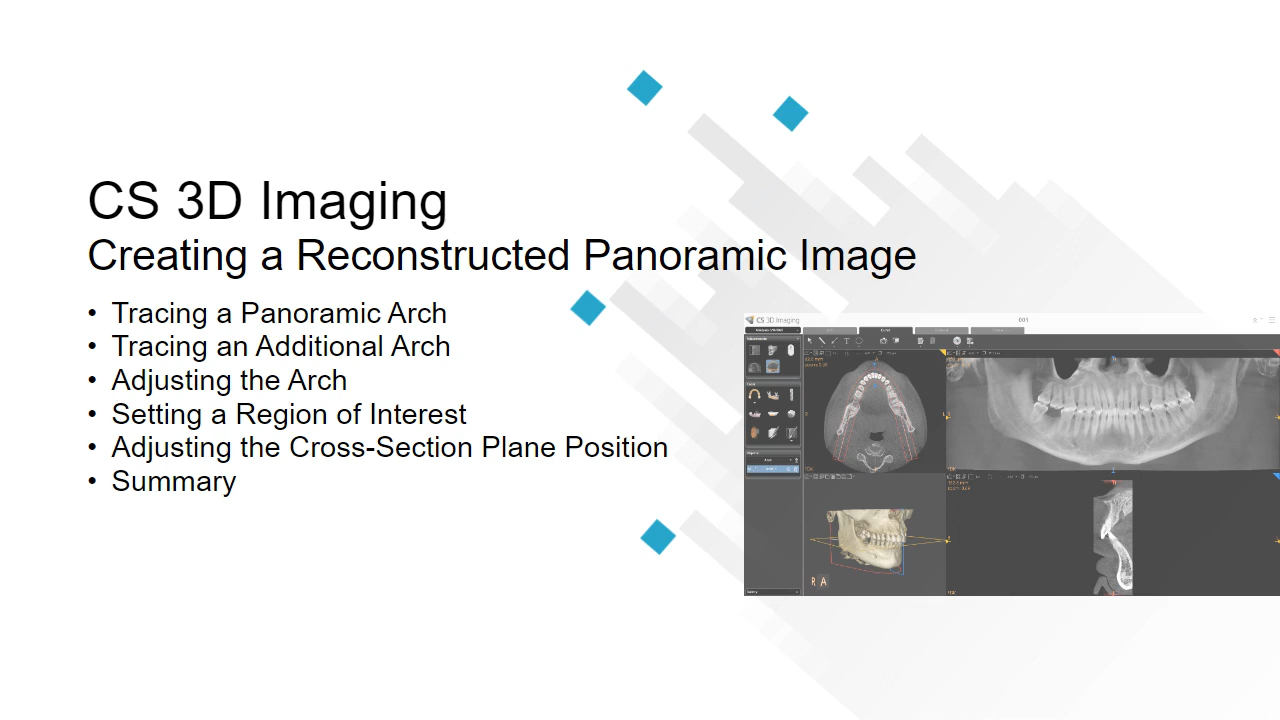 CS 3D Imaging
Creating a Reconstructed Panoramic Image
• Tracing a Panoramic Arch
• Tracing an Additional Arch
• Adjusting the Arch
• Setting a Region of Interest
• Adjusting the Cross-Section Plane Position
• Summary
CS 3D Imaging
R A